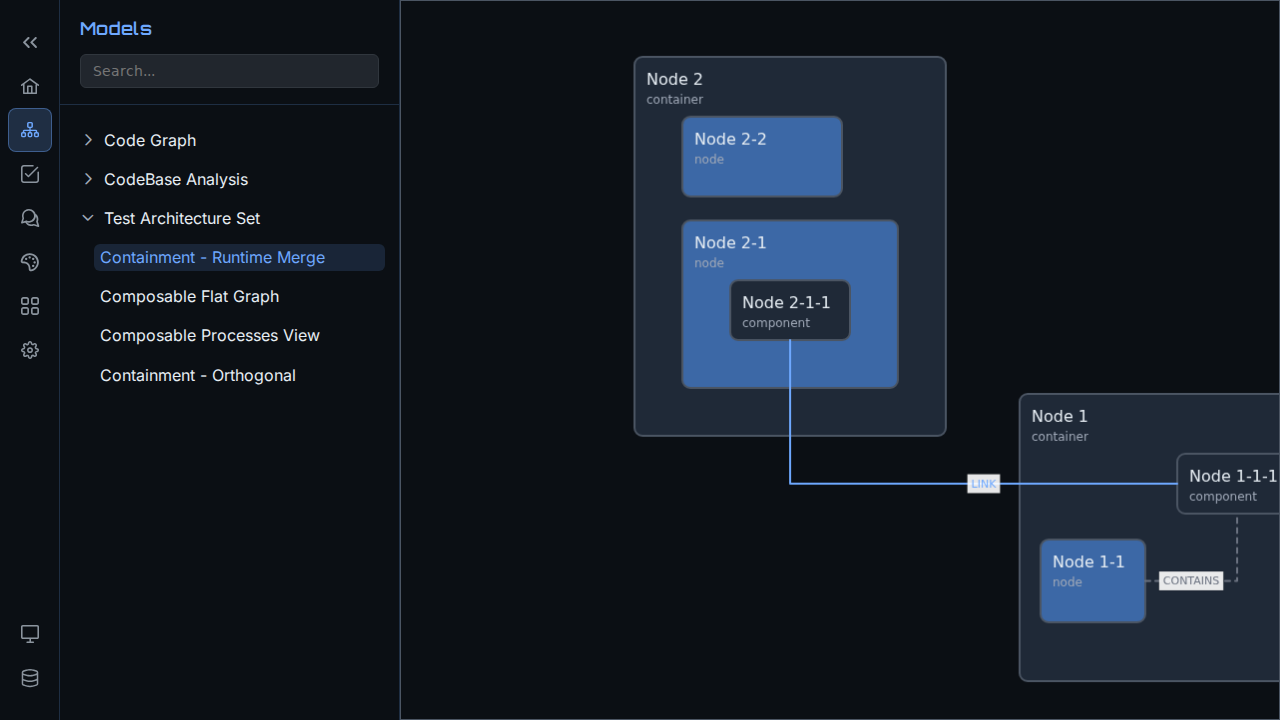 Models
Search...
Code Graph
CodeBase Analysis
Test Architecture Set
Containment - Runtime Merge
Composable Flat Graph
Composable Processes View
Containment - Orthogonal
Node 2
container
Node 2-2
node
Node 2-1
node
Node 2-1-1
component
LINK
Node 1
container
Node 1-1-1
component
Node 1-1
node
CONTAINS